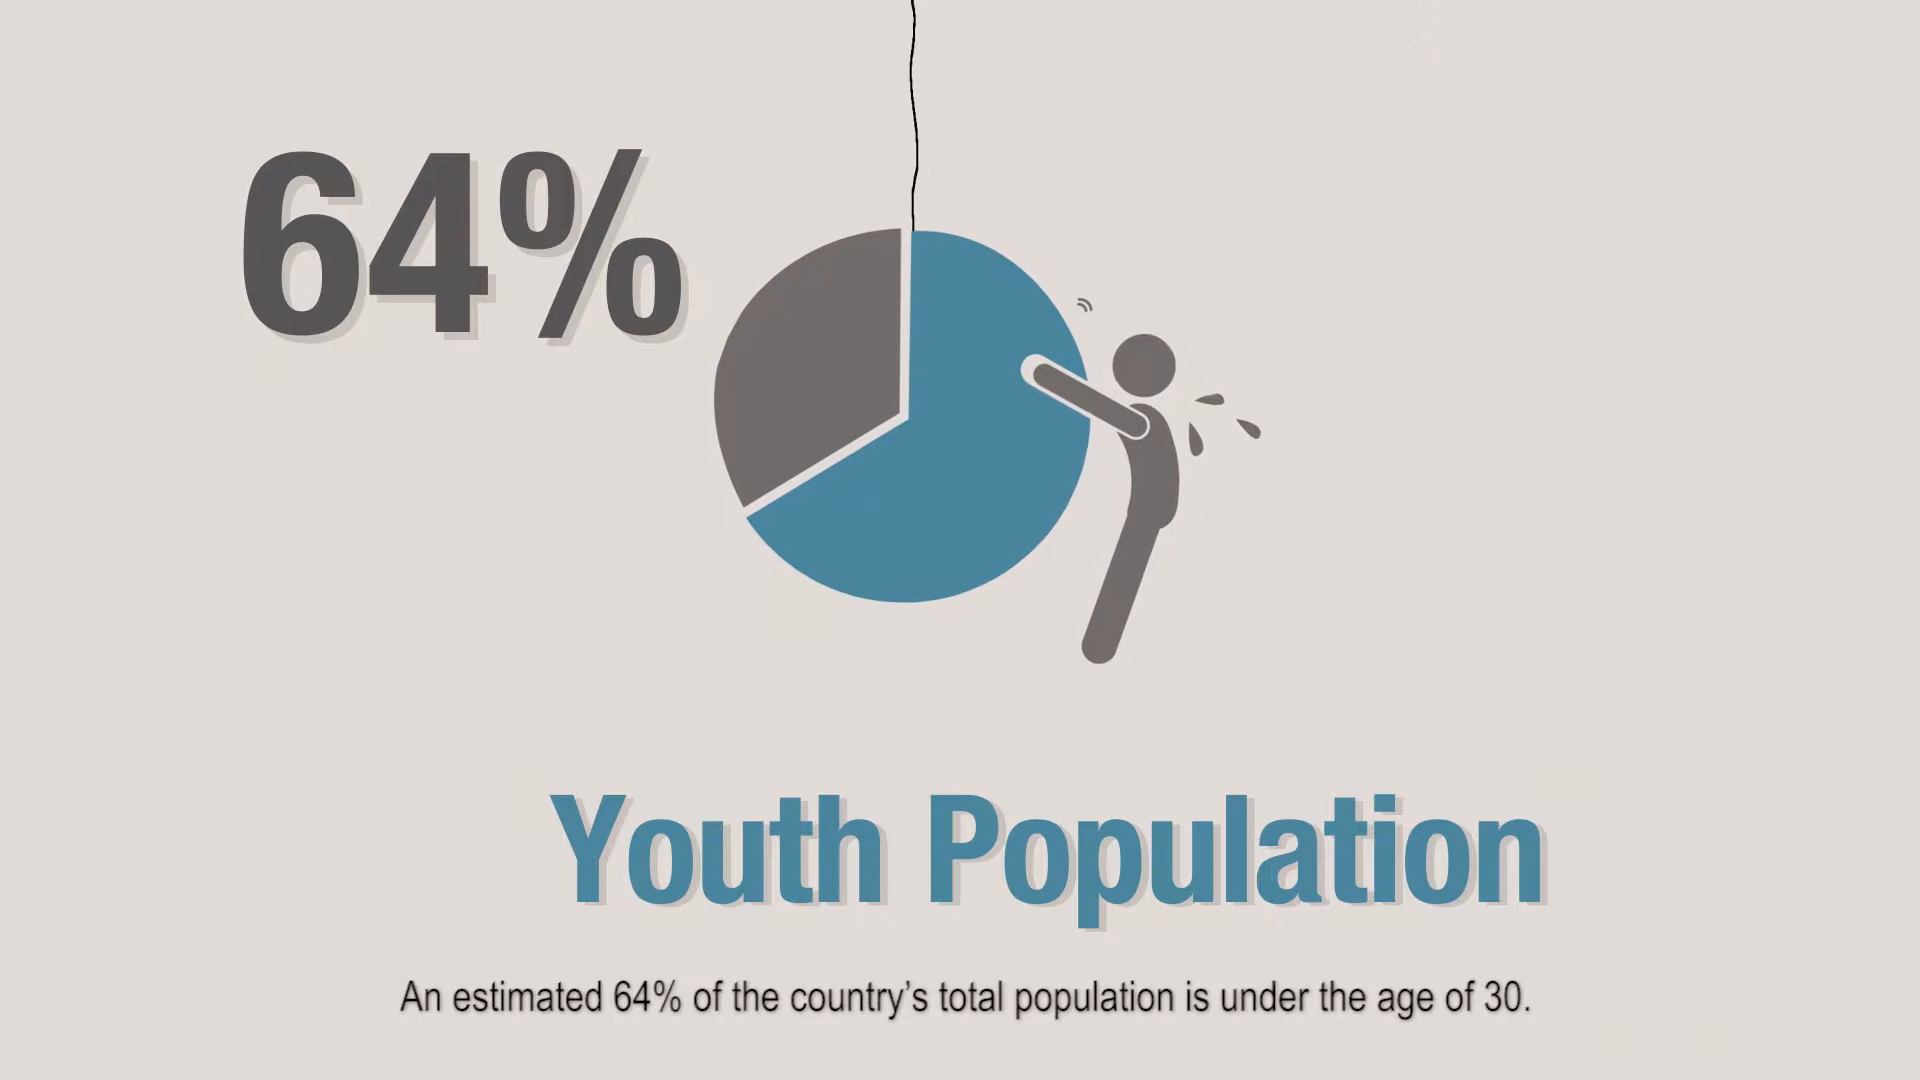 64%
Youth Population
An estimated 64% of the country’s total population is under the age of 30.